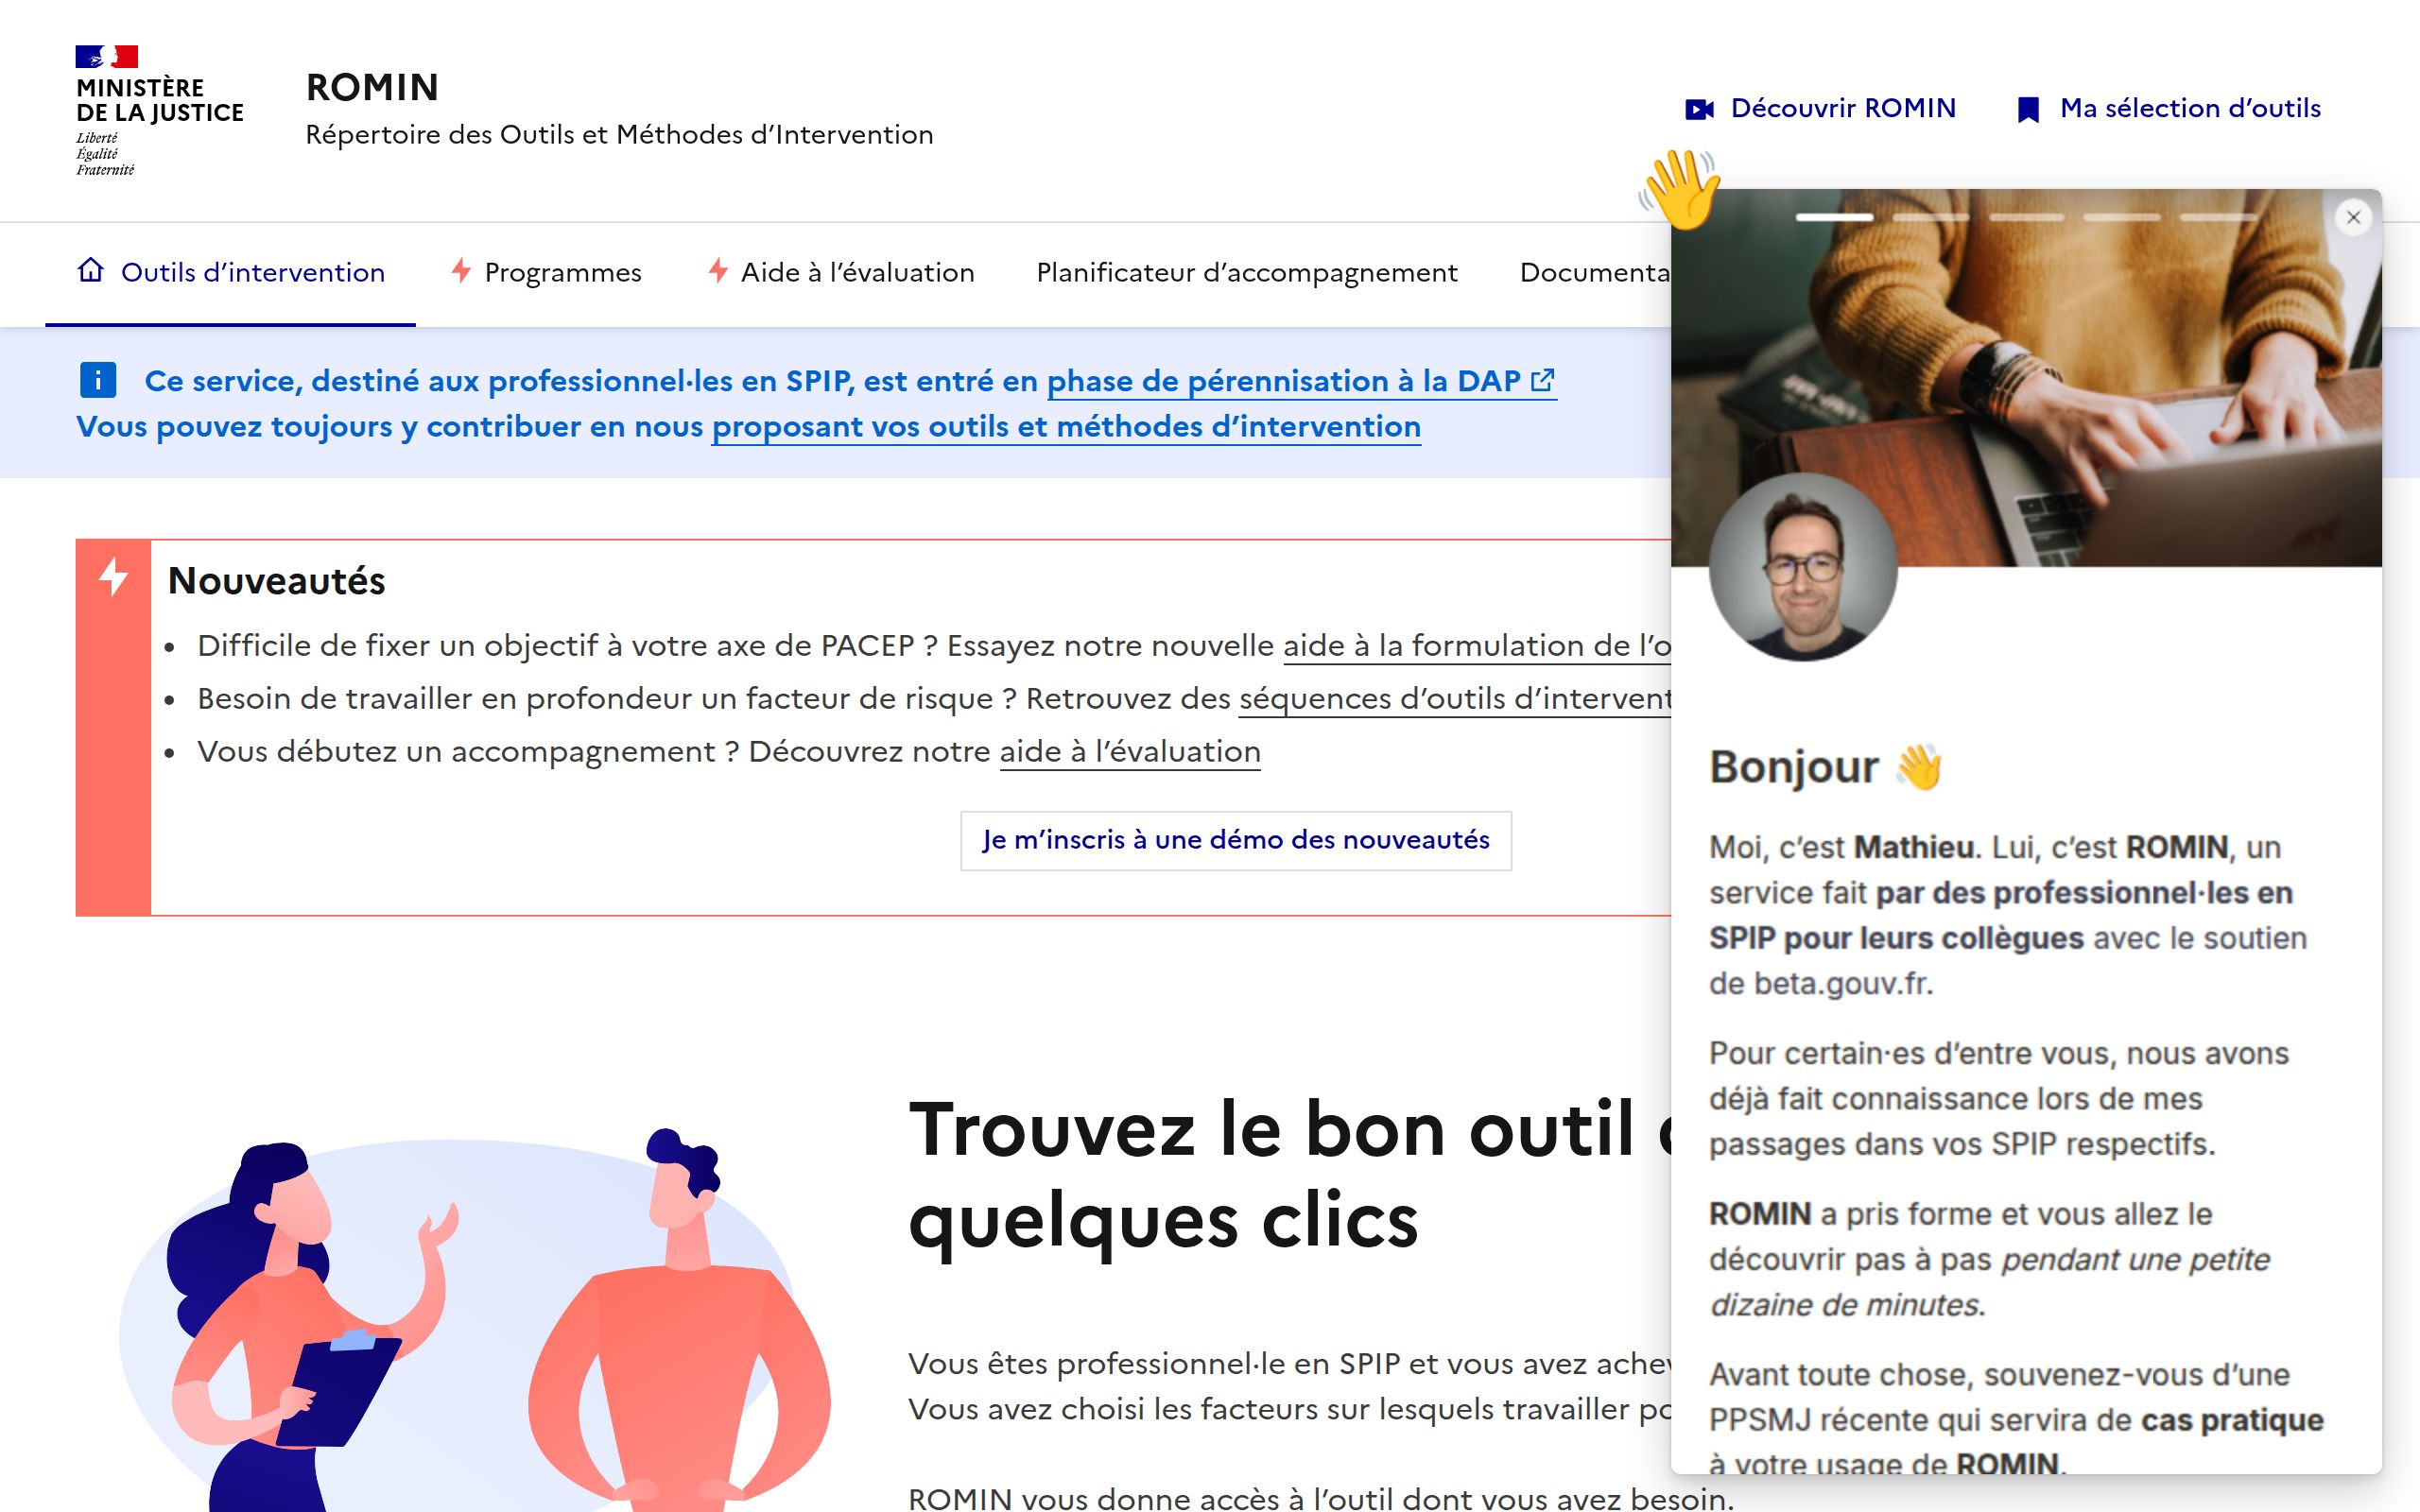 MINISTÈRE
DE LA JUSTICE
Liberté
Égalité
Fraternité
ROMIN
Répertoire des Outils et Méthodes d’Intervention
Découvrir ROMIN
Ma sélection d’outils
Outils d’intervention
Programmes
Aide à l’évaluation
Planificateur d’accompagnement
Documenta
Ce service, destiné aux professionnel·les en SPIP, est entré en phase de pérennisation à la DAP
Vous pouvez toujours y contribuer en nous proposant vos outils et méthodes d’intervention
Nouveautés
• Difficile de fixer un objectif à votre axe de PACEP ? Essayez notre nouvelle aide à la formulation de l’o
• Besoin de travailler en profondeur un facteur de risque ? Retrouvez des séquences d’outils d’intervent
• Vous débutez un accompagnement ? Découvrez notre aide à l’évaluation
Je m’inscris à une démo des nouveautés
Trouvez le bon outil
quelques clics
Vous êtes professionnel·le en SPIP et vous avez achev
Vous avez choisi les facteurs sur lesquels travailler po
ROMIN vous donne accès à l’outil dont vous avez besoin.
Bonjour 👋
Moi, c’est Mathieu. Lui, c’est ROMIN, un
service fait par des professionnel·les en
SPIP pour leurs collègues avec le soutien
de beta.gouv.fr.
Pour certain·es d’entre vous, nous avons
déjà fait connaissance lors de mes
passages dans vos SPIP respectifs.
ROMIN a pris forme et vous allez le
découvrir pas à pas pendant une petite
dizaine de minutes.
Avant toute chose, souvenez-vous d’une
PPSMJ récente qui servira de cas pratique
à votre usage de ROMIN.